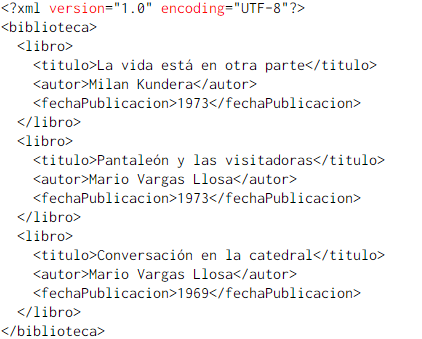 <?xml version="1.0" encoding="UTF-8"?>
<biblioteca>
  <libro>
    <titulo>La vida está en otra parte</titulo>
    <autor>Milan Kundera</autor>
    <fechaPublicacion>1973</fechaPublicacion>
  </libro>
  <libro>
    <titulo>Pantaleón y las visitadoras</titulo>
    <autor>Mario Vargas Llosa</autor>
    <fechaPublicacion>1973</fechaPublicacion>
  </libro>
  <libro>
    <titulo>Conversación en la catedral</titulo>
    <autor>Mario Vargas Llosa</autor>
    <fechaPublicacion>1969</fechaPublicacion>
  </libro>
</biblioteca>